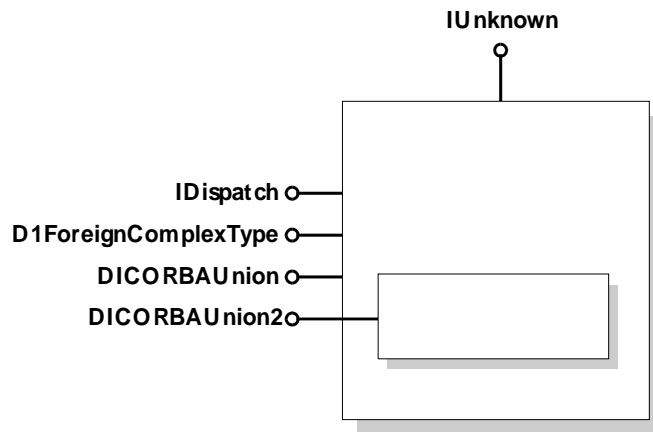 IUnknown
IDispatch
D1ForeignComplexType
DICORBAUnion
DICORBAUnion2